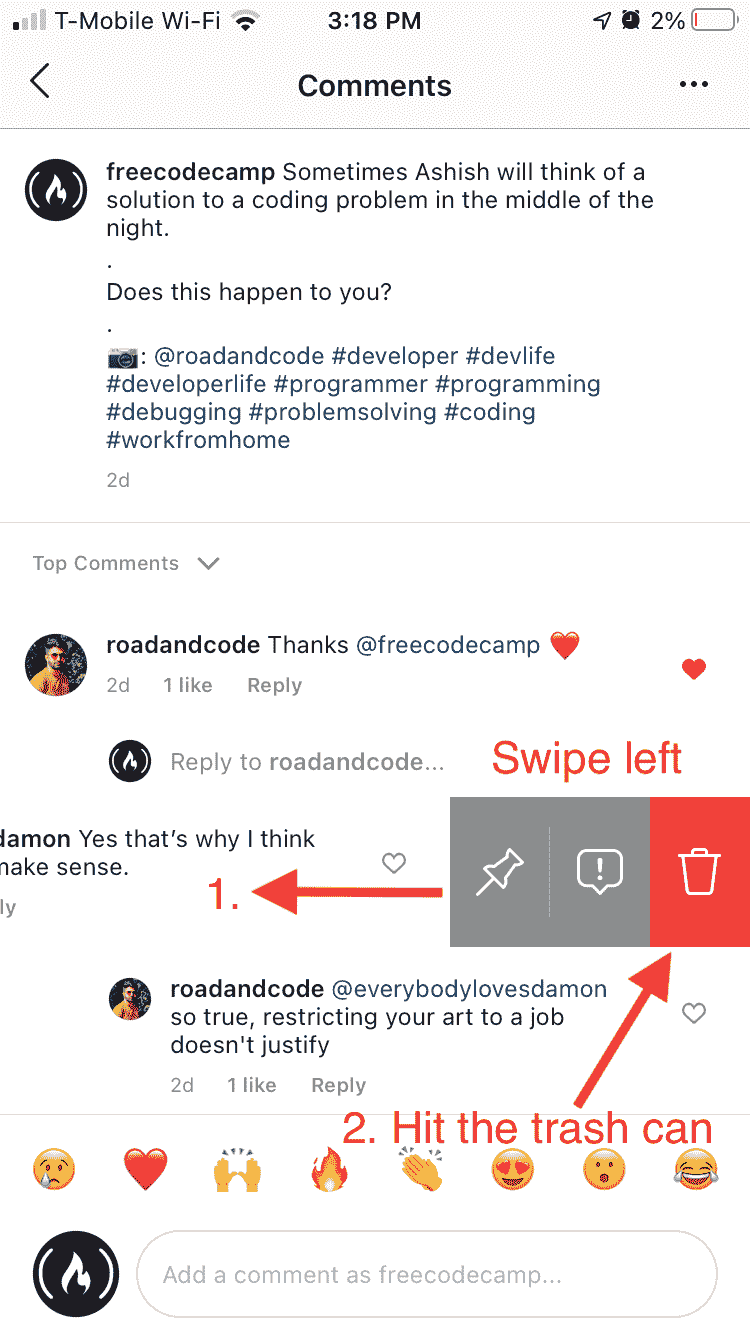 T-Mobile Wi-Fi 3:18 PM 2%
Comments
freecodecamp Sometimes Ashish will think of a
solution to a coding problem in the middle of the
night.
.
Does this happen to you?
.
📷: @roadandcode #developer #devlife
#developerlife #programmer #programming
#debugging #problemsolving #coding
#workfromhome
2d
Top Comments
roadandcode Thanks @freecodecamp ❤️
2d 1 like Reply
Reply to roadandcode...
Swipe left
damon Yes that’s why I think
make sense.
ly
1.
roadandcode @everybodylovesdamon
so true, restricting your art to a job
doesn't justify
2d 1 like Reply
2. Hit the trash can
😢 ❤️ 🙌 🔥 👏 😍 😮 😂
Add a comment as freecodecamp...